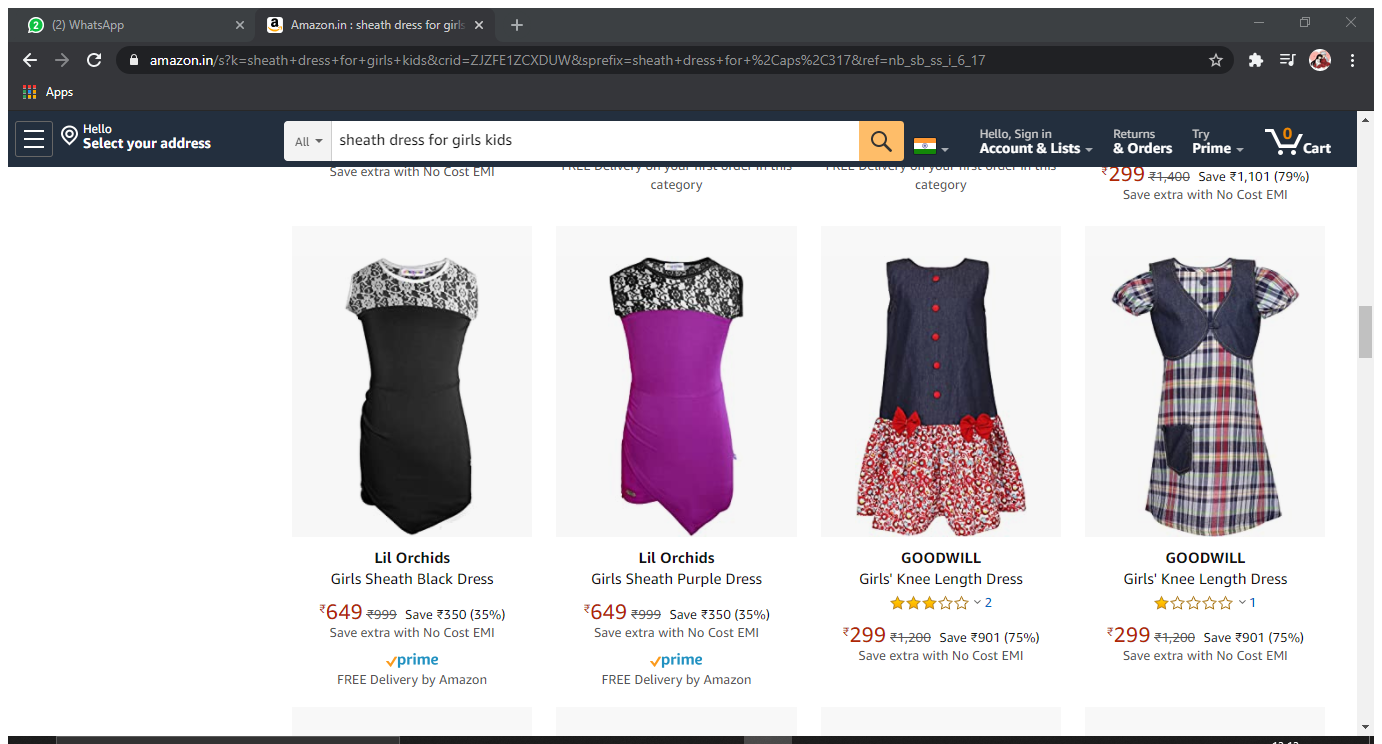 2
(2) WhatsApp
a
Amazon.in : sheath dress for girls
amazon.in/s?k=sheath+dress+for+girls+kids&crid=ZJZFE1ZCXDUW&sprefix=sheath+dress+for+%2Caps%2C317&ref=nb_sb_ss_i_6_17
Apps
Hello
Select your address
All
sheath dress for girls kids
Hello, Sign in
Account & Lists
Returns
& Orders
Try
Prime
0
Cart
Save extra with No Cost EMI
FREE Delivery on your first order in this
category
FREE Delivery on your first order in this
category
₹299 ₹1,400 Save ₹1,101 (79%)
Save extra with No Cost EMI
Lil Orchids
Girls Sheath Black Dress
₹649 ₹999 Save ₹350 (35%)
Save extra with No Cost EMI
prime
FREE Delivery by Amazon
Lil Orchids
Girls Sheath Purple Dress
₹649 ₹999 Save ₹350 (35%)
Save extra with No Cost EMI
prime
FREE Delivery by Amazon
GOODWILL
Girls' Knee Length Dress
2
₹299 ₹1,200 Save ₹901 (75%)
Save extra with No Cost EMI
GOODWILL
Girls' Knee Length Dress
1
₹299 ₹1,200 Save ₹901 (75%)
Save extra with No Cost EMI